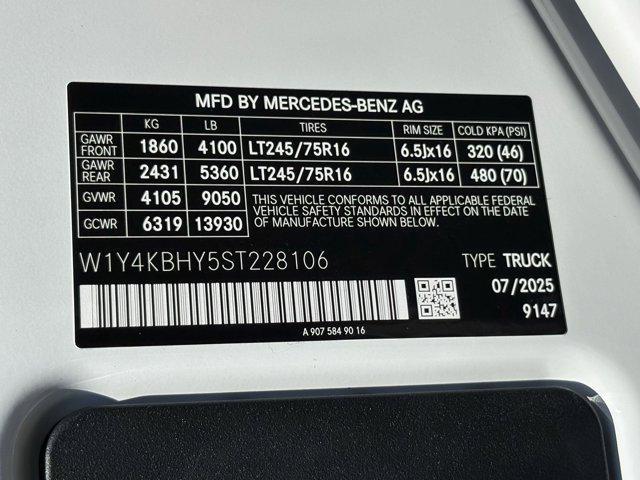 MFD BY MERCEDES-BENZ AG
KG LB TIRES RIM SIZE COLD KPA (PSI)
GAWR FRONT 1860 4100 LT245/75R16 6.5Jx16 320 (46)
GAWR REAR 2431 5360 LT245/75R16 6.5Jx16 480 (70)
GVWR 4105 9050
GCWR 6319 13930
THIS VEHICLE CONFORMS TO ALL APPLICABLE FEDERAL
VEHICLE SAFETY STANDARDS IN EFFECT ON THE DATE
OF MANUFACTURE SHOWN BELOW.
W1Y4KBHY5ST228106 TYPE TRUCK
07/2025
9147
A 907 584 90 16